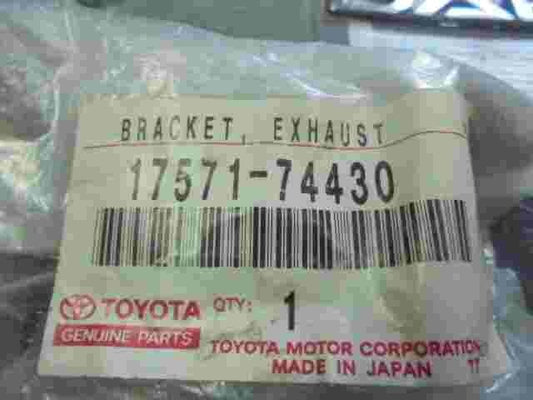 BRACKET, EXHAUST
17571-74430
TOYOTA QTY: 1
GENUINE PARTS
TOYOTA MOTOR CORPORATION
MADE IN JAPAN